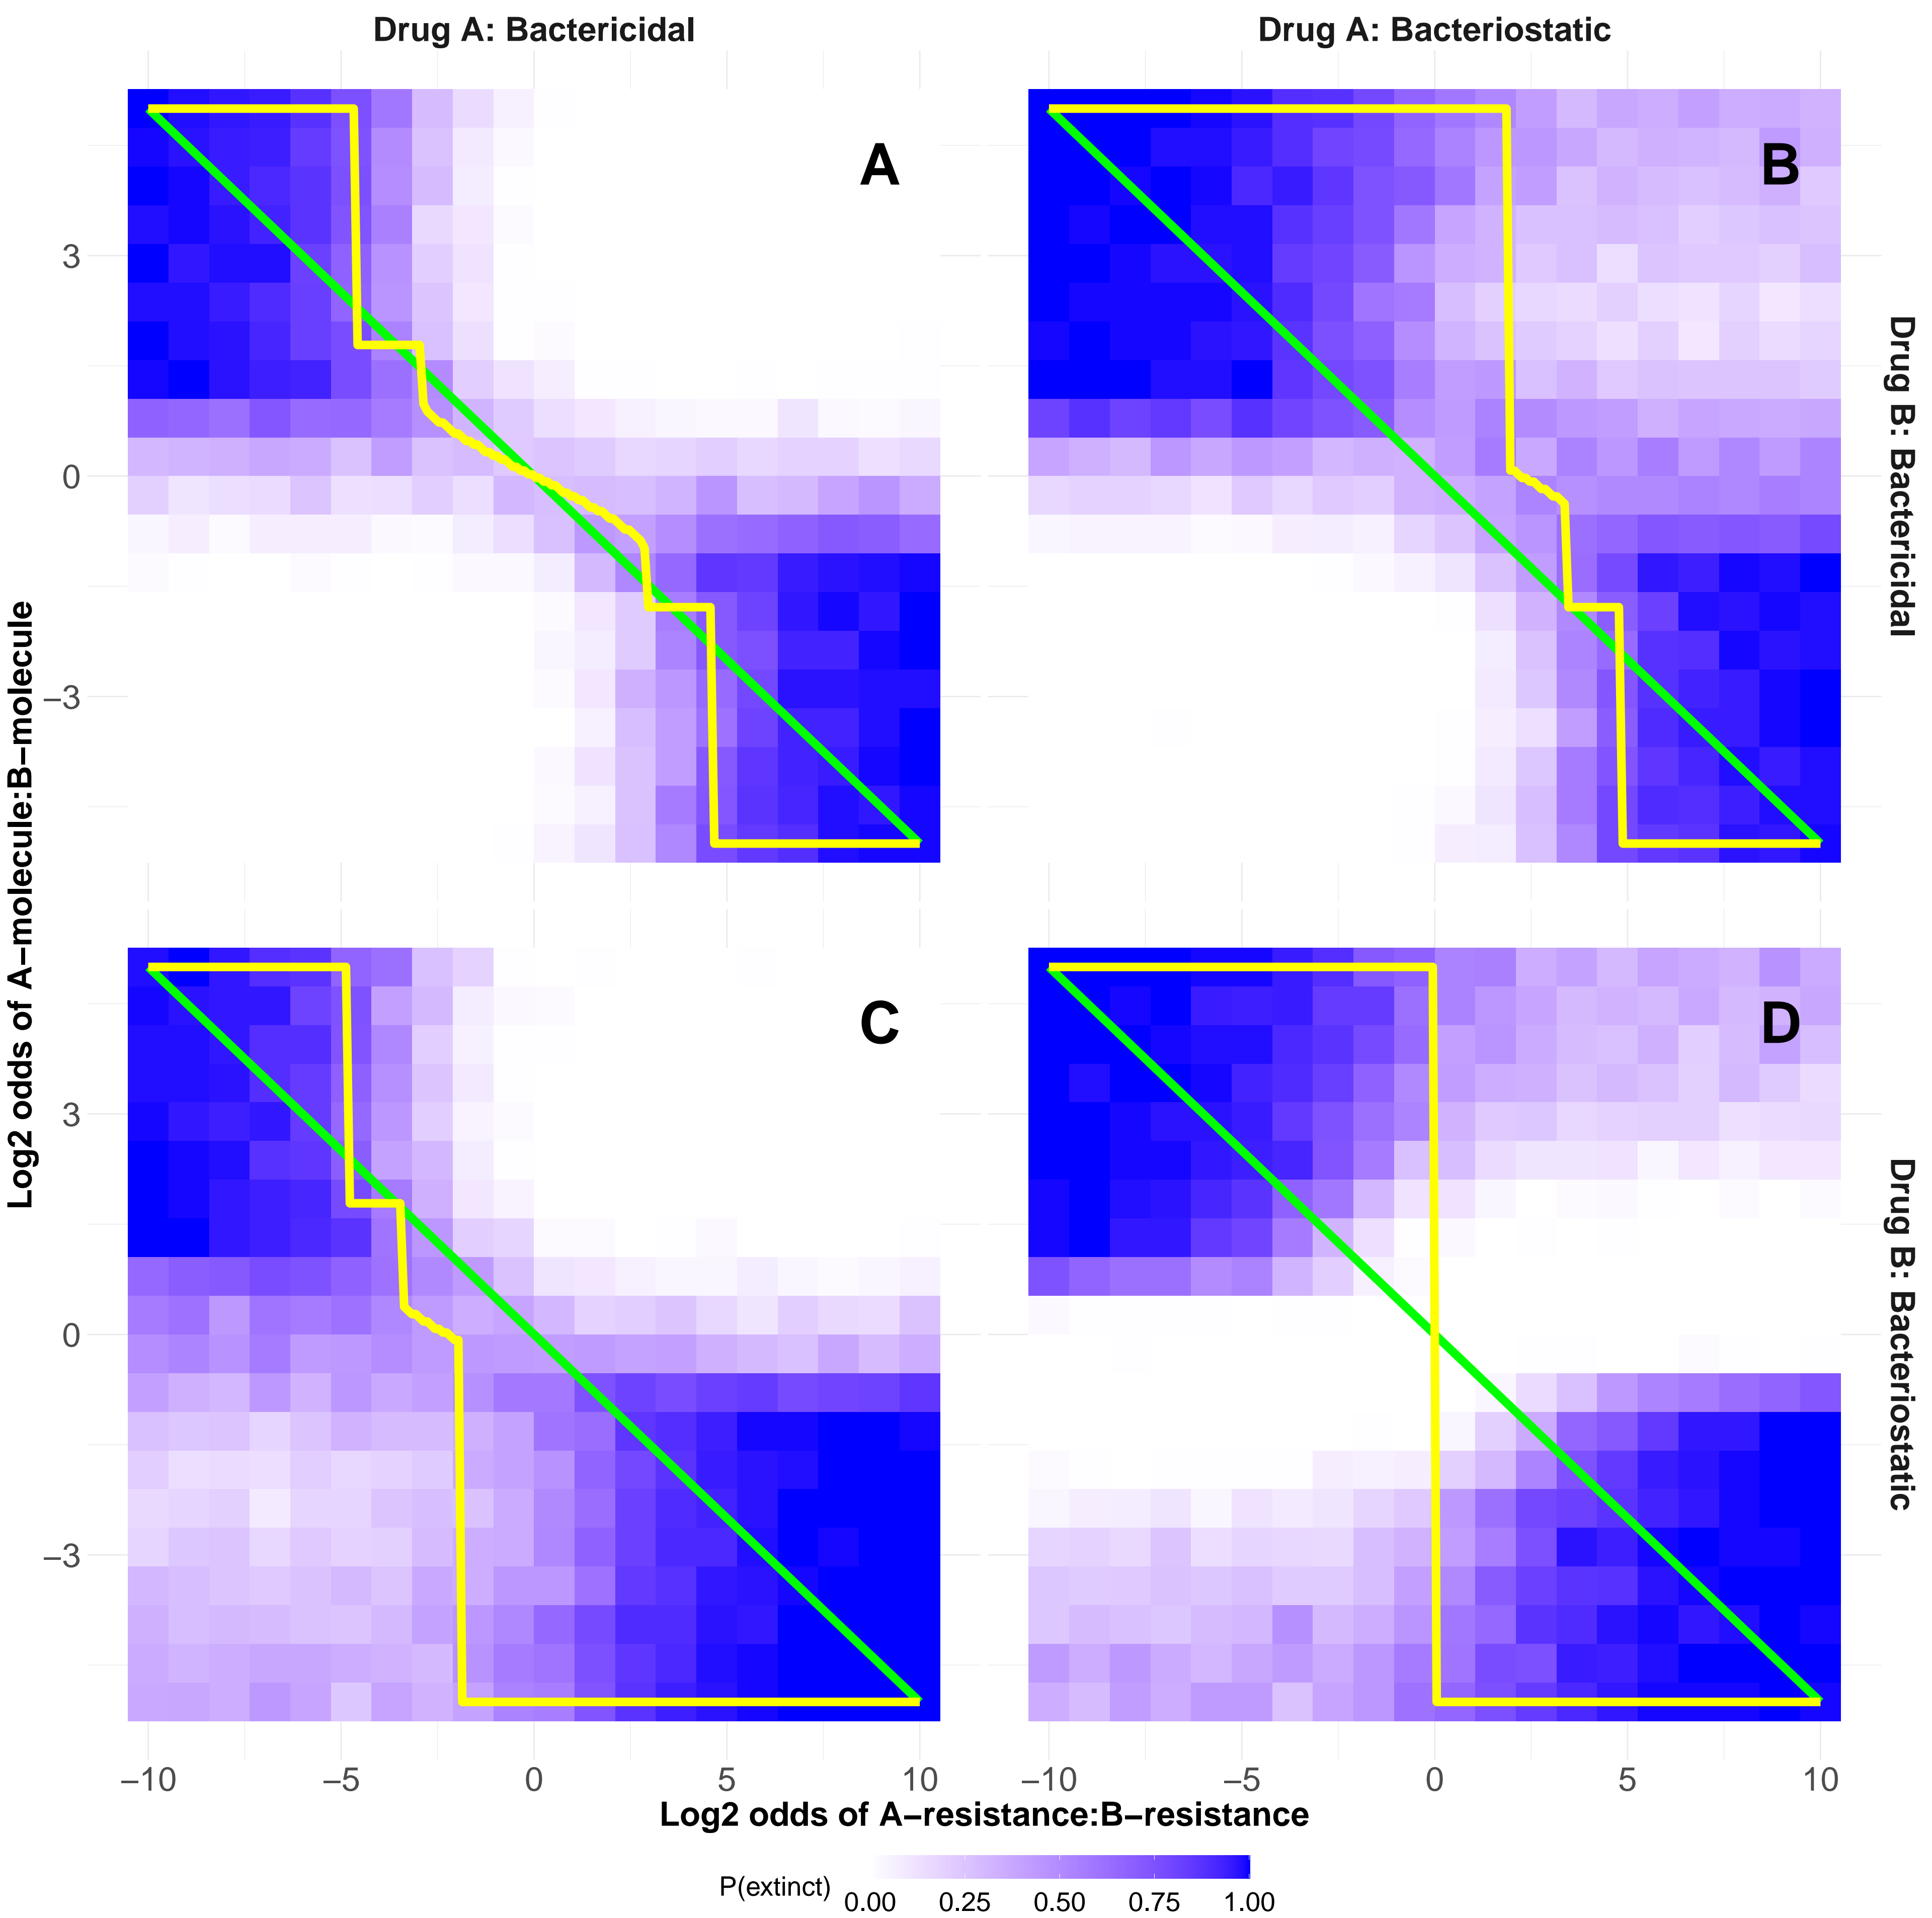 Drug A: Bactericidal
Drug A: Bacteriostatic
A
B
3
0
−3
Drug B: Bactericidal
Log2 odds of A−molecule:B−molecule
C
D
3
0
−3
Drug B: Bacteriostatic
−10 −5 0 5 10
−10 −5 0 5 10
Log2 odds of A−resistance:B−resistance
P(extinct)
0.00 0.25 0.50 0.75 1.00